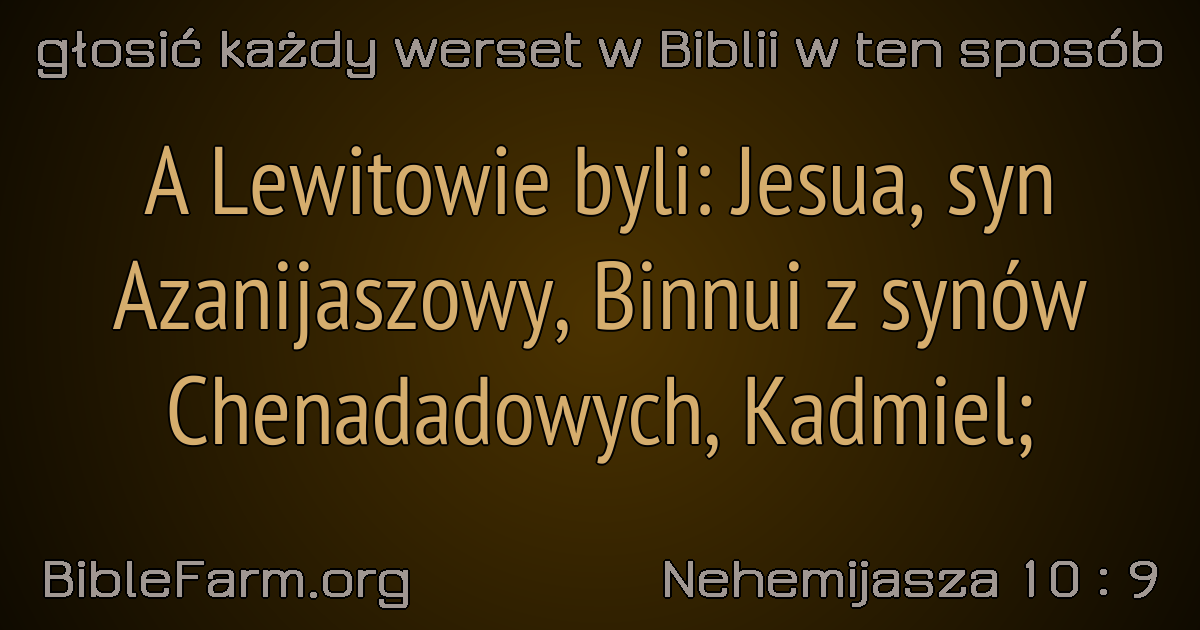 głosić każdy werset w Biblii w ten sposób
A Lewitowie byli: Jesua, syn
Azanijaszowy, Binnui z synów
Chenadadowych, Kadmiel;
BibleFarm.org
Nehemijasza 10 : 9